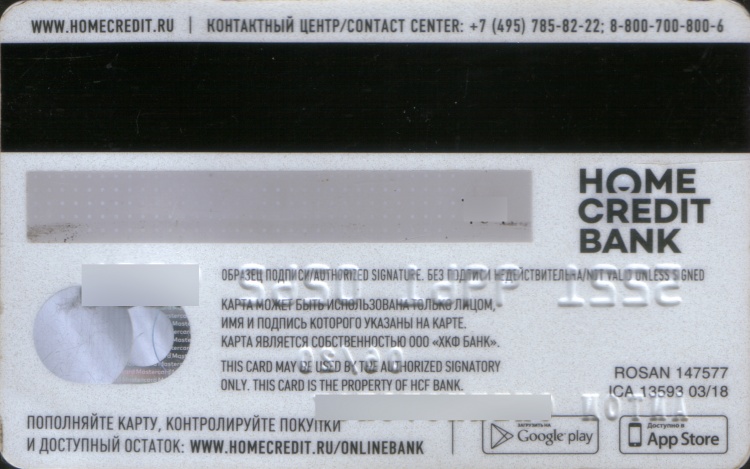 WWW.HOMECREDIT.RU | КОНТАКТНЫЙ ЦЕНТР/CONTACT CENTER: +7 (495) 785-82-22; 8-800-700-800-6
HOME
CREDIT
BANK
ОБРАЗЕЦ ПОДПИСИ/AUTHORIZED SIGNATURE. БЕЗ ПОДПИСИ НЕДЕЙСТВИТЕЛЬНА/NOT VALID UNLESS SIGNED
КАРТА МОЖЕТ БЫТЬ ИСПОЛЬЗОВАНА ТОЛЬКО ЛИЦОМ,
ИМЯ И ПОДПИСЬ КОТОРОГО УКАЗАНЫ НА КАРТЕ.
КАРТА ЯВЛЯЕТСЯ СОБСТВЕННОСТЬЮ ООО «ХКФ БАНК».
THIS CARD MAY BE USED BY THE AUTHORIZED SIGNATORY
ONLY. THIS CARD IS THE PROPERTY OF HCF BANK.
ROSAN 147577
ICA 13593 03/18
ПОПОЛНЯЙТЕ КАРТУ, КОНТРОЛИРУЙТЕ ПОКУПКИ
И ДОСТУПНЫЙ ОСТАТОК: WWW.HOMECREDIT.RU/ONLINEBANK
ЗАГРУЗИТЬ НА
Google play
Доступно в
App Store